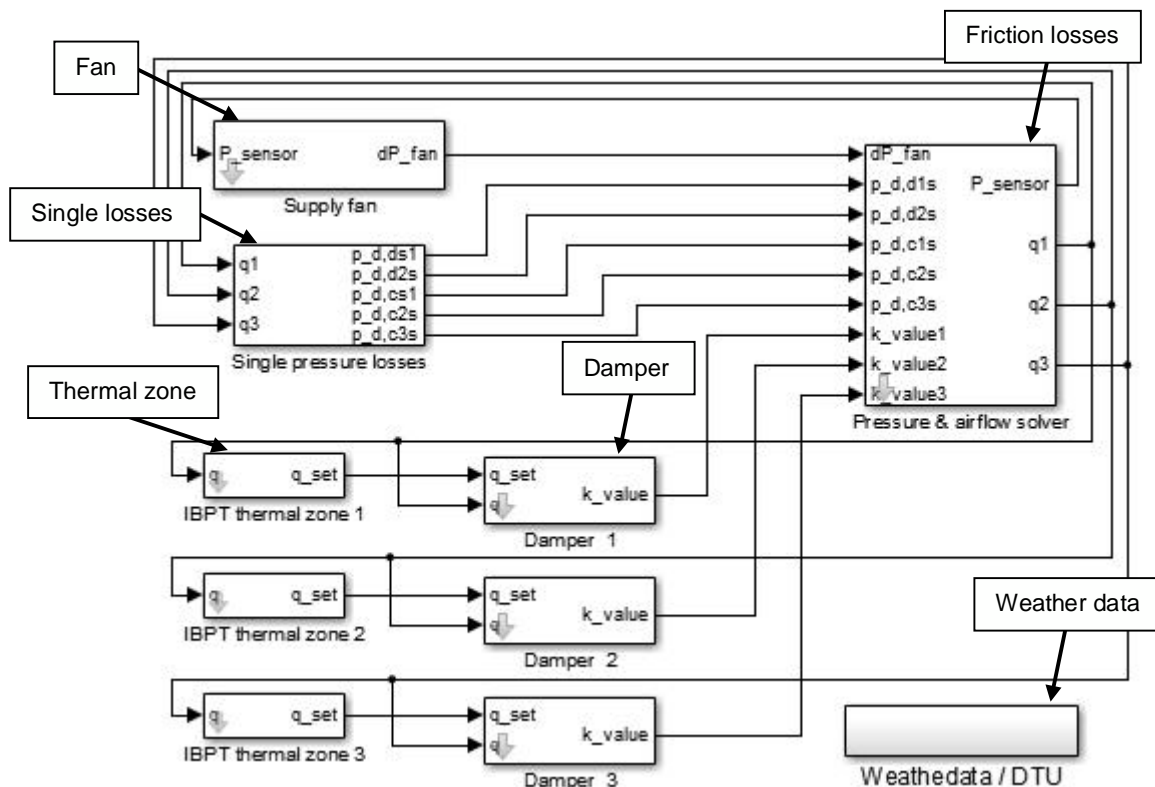 Friction losses
Fan
P_sensor
dP_fan
Supply fan
dP_fan
p_d,d1s
p_d,d2s
p_d,c1s
p_d,c2s
p_d,c3s
k_value1
k_value2
k_value3
P_sensor
q1
q2
q3
Pressure & airflow solver
Single losses
q1
q2
q3
p_d,ds1
p_d,d2s
p_d,cs1
p_d,c2s
p_d,c3s
Single pressure losses
Thermal zone
Damper
q
q_set
IBPT thermal zone 1
q_set
q
k_value
Damper 1
q
q_set
IBPT thermal zone 2
q_set
q
k_value
Damper 2
Weather data
q
q_set
IBPT thermal zone 3
q_set
q
k_value
Damper 3
Weathedata / DTU